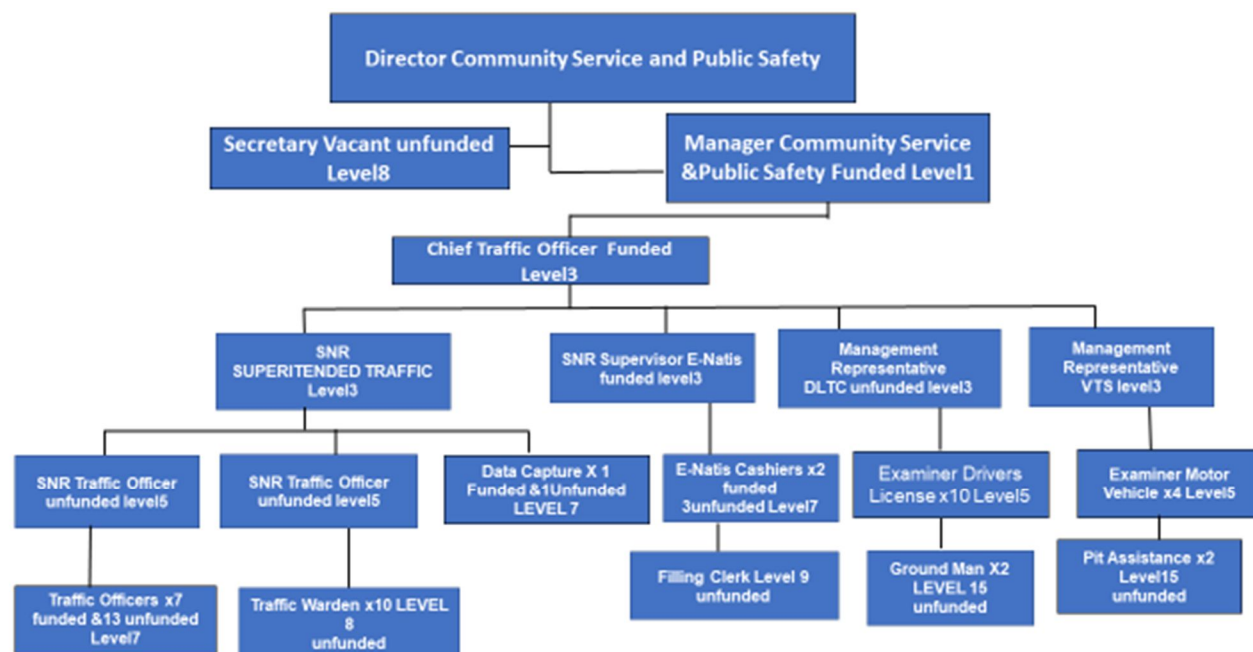 Director Community Service and Public Safety
Secretary Vacant unfunded
Level8
Manager Community Service
&Public Safety Funded Level1
Chief Traffic Officer Funded
Level3
SNR
SUPERITENDED TRAFFIC
Level3
SNR Supervisor E-Natis
funded level3
Management
Representative
DLTC unfunded level3
Management
Representative
VTS level3
SNR Traffic Officer
unfunded level5
SNR Traffic Officer
unfunded level5
Data Capture X 1
Funded &1Unfunded
LEVEL 7
E-Natis Cashiers x2
funded
3unfunded Level7
Examiner Drivers
License x10 Level5
Examiner Motor
Vehicle x4 Level5
Traffic Officers x7
funded &13 unfunded
Level7
Traffic Warden x10 LEVEL
8
unfunded
Filling Clerk Level 9
unfunded
Ground Man X2
LEVEL 15
unfunded
Pit Assistance x2
Level15
unfunded